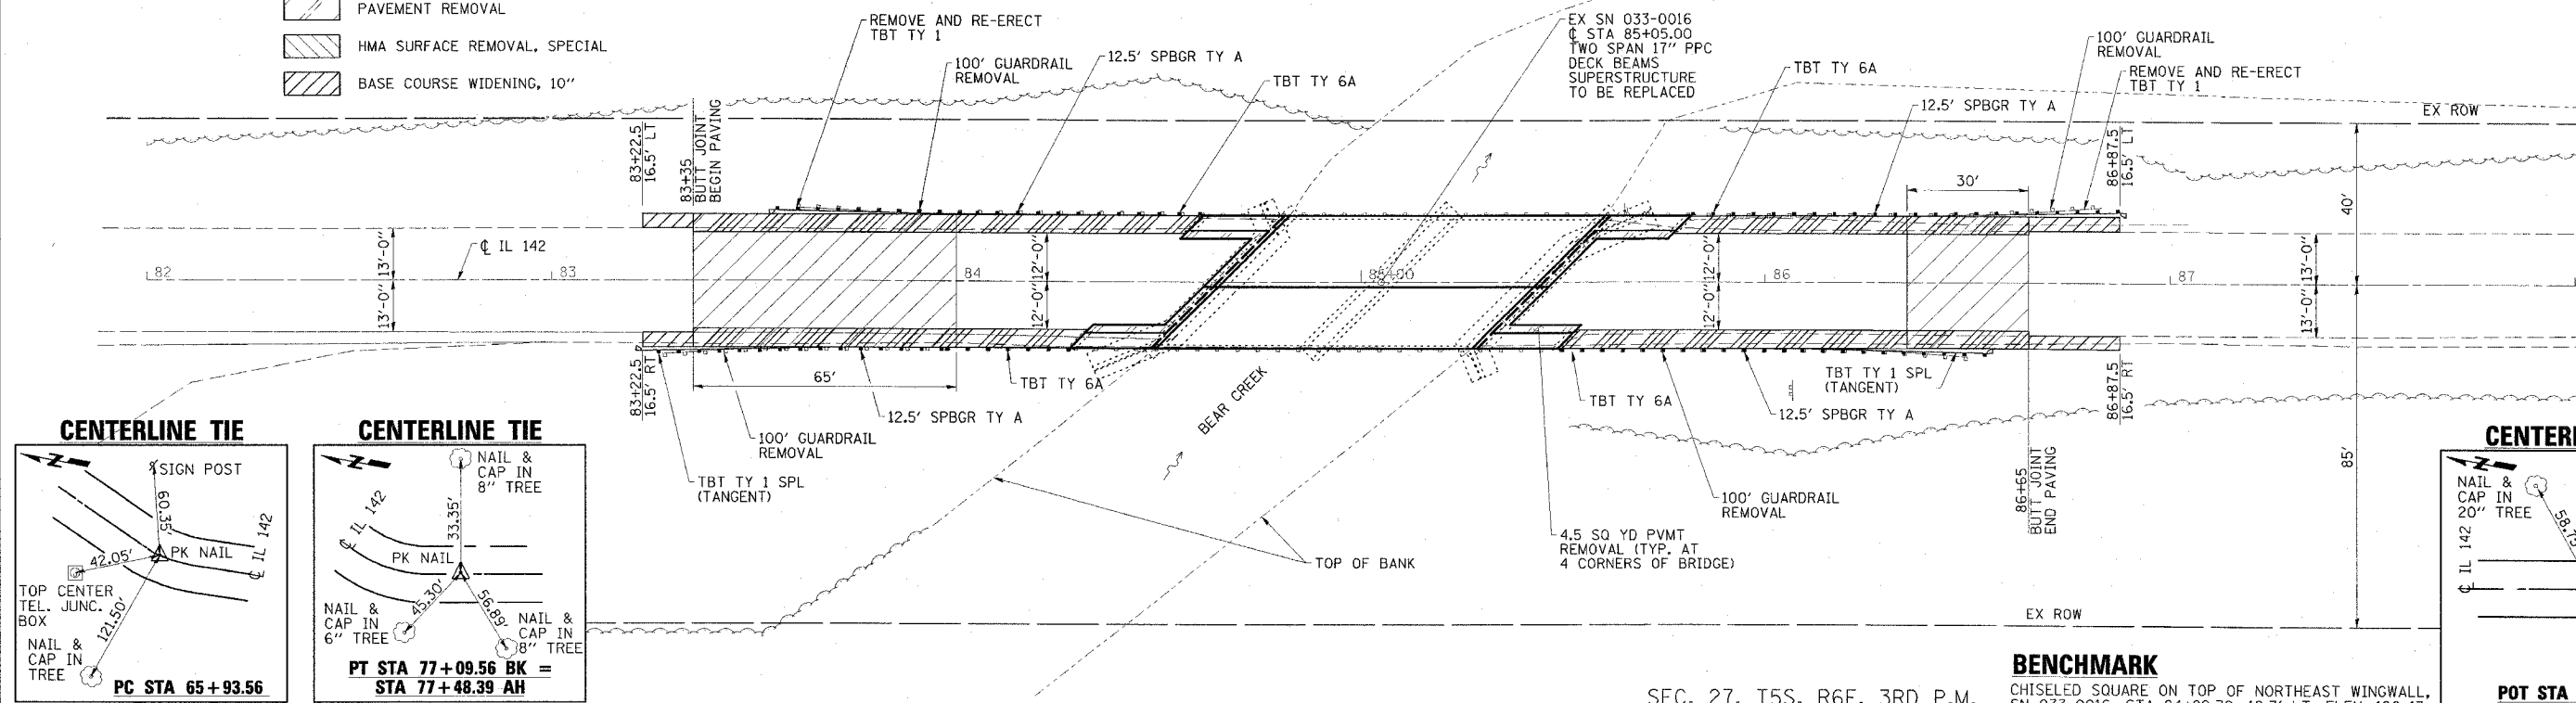 PAVEMENT REMOVAL
HMA SURFACE REMOVAL, SPECIAL
BASE COURSE WIDENING, 10"
REMOVE AND RE-ERECT
TBT TY 1
100' GUARDRAIL
REMOVAL
12.5' SPBGR TY A
TBT TY 6A
EX SN 033-0016
℄ STA 85+05.00
TWO SPAN 17" PPC
DECK BEAMS
SUPERSTRUCTURE
TO BE REPLACED
TBT TY 6A
12.5' SPBGR TY A
100' GUARDRAIL
REMOVAL
REMOVE AND RE-ERECT
TBT TY 1
EX ROW
83+22.5
16.5' LT
83+35
BUTT JOINT
BEGIN PAVING
86+87.5
16.5' LT
30'
40'
13'-0"
13'-0"
℄ IL 142
82
83
84
12'-0"
12'-0"
85+00
86
87
12'-0"
12'-0"
13'-0"
13'-0"
65'
83+22.5
16.5' RT
TBT TY 1 SPL
(TANGENT)
100' GUARDRAIL
REMOVAL
12.5' SPBGR TY A
TBT TY 6A
BEAR CREEK
TOP OF BANK
4.5 SQ YD PVMT
REMOVAL (TYP. AT
4 CORNERS OF BRIDGE)
TBT TY 6A
100' GUARDRAIL
REMOVAL
12.5' SPBGR TY A
TBT TY 1 SPL
(TANGENT)
86+65
BUTT JOINT
END PAVING
86+87.5
16.5' RT
85'
EX ROW
CENTERLINE TIE
SIGN POST
60.35'
PK NAIL
42.05'
℄ IL 142
TOP CENTER
TEL. JUNC.
BOX
121.50'
NAIL &
CAP IN
TREE
PC STA 65+93.56
CENTERLINE TIE
NAIL &
CAP IN
8" TREE
33.35'
℄ IL 142
PK NAIL
45.30'
56.89'
NAIL &
CAP IN
6" TREE
NAIL &
CAP IN
8" TREE
PT STA 77+09.56 BK =
STA 77+48.39 AH
SEC. 27, T5S, R6E, 3RD P.M.
BENCHMARK
CHISELED SQUARE ON TOP OF NORTHEAST WINGWALL,
CENTERL
NAIL &
CAP IN
20" TREE
58.75
℄ IL 142
POT STA